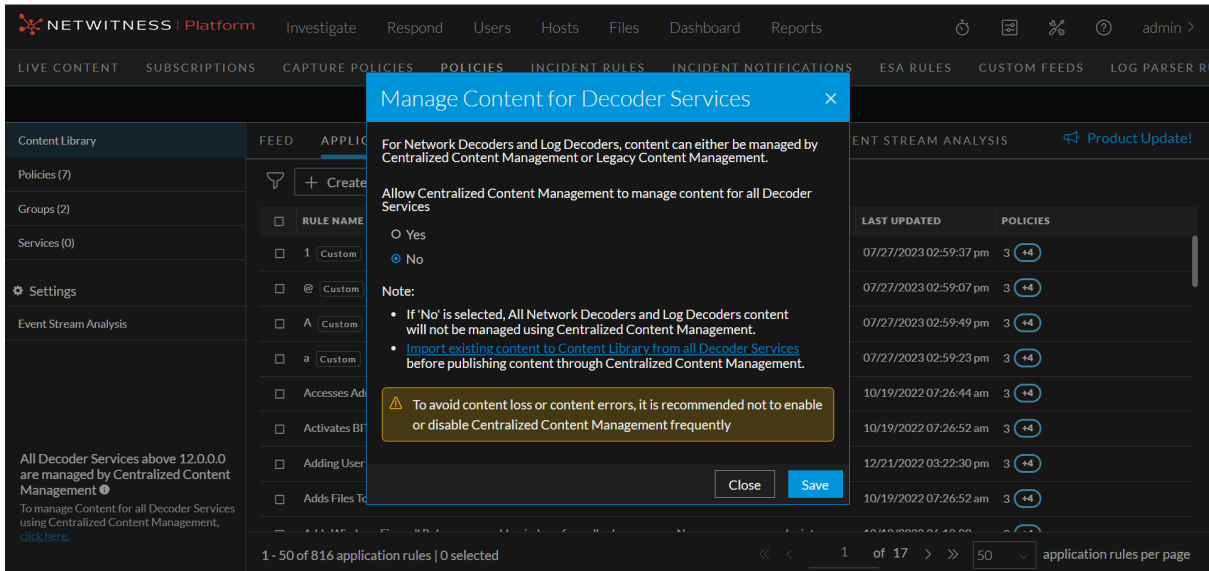 NETWITNESS Platform Investigate Respond Users Hosts Files Dashboard Reports admin >
LIVE CONTENT SUBSCRIPTIONS CAPTURE POLICIES POLICIES INCIDENT RULES INCIDENT NOTIFICATIONS ESA RULES CUSTOM FEEDS LOG PARSER R
Manage Content for Decoder Services ×
For Network Decoders and Log Decoders, content can either be managed by
Centralized Content Management or Legacy Content Management.
Allow Centralized Content Management to manage content for all Decoder
Services
Yes
No
Note:
• If 'No' is selected, All Network Decoders and Log Decoders content
will not be managed using Centralized Content Management.
• Import existing content to Content Library from all Decoder Services
before publishing content through Centralized Content Management.
To avoid content loss or content errors, it is recommended not to enable
or disable Centralized Content Management frequently
Close Save
Content Library
Policies (7)
Groups (2)
Services (0)
Settings
Event Stream Analysis
All Decoder Services above 12.0.0.0
are managed by Centralized Content
Management
To manage Content for all Decoder Services
using Centralized Content Management,
click here.
FEED APPLIC ENT STREAM ANALYSIS Product Update!
+ Create
RULE NAME LAST UPDATED POLICIES
1 Custom 07/27/2023 02:59:37 pm 3 +4
@ Custom 07/27/2023 02:59:07 pm 3 +4
A Custom 07/27/2023 02:59:49 pm 3 +4
a Custom 07/27/2023 02:59:23 pm 3 +4
Accesses Ad 10/19/2022 07:26:44 am 3 +4
Activates BI 10/19/2022 07:26:52 am 3 +4
Adding User 12/21/2022 03:22:30 pm 3 +4
Adds Files To 10/19/2022 07:26:52 am 3 +4
1 - 50 of 816 application rules | 0 selected << < 1 of 17 > >> 50 application rules per page